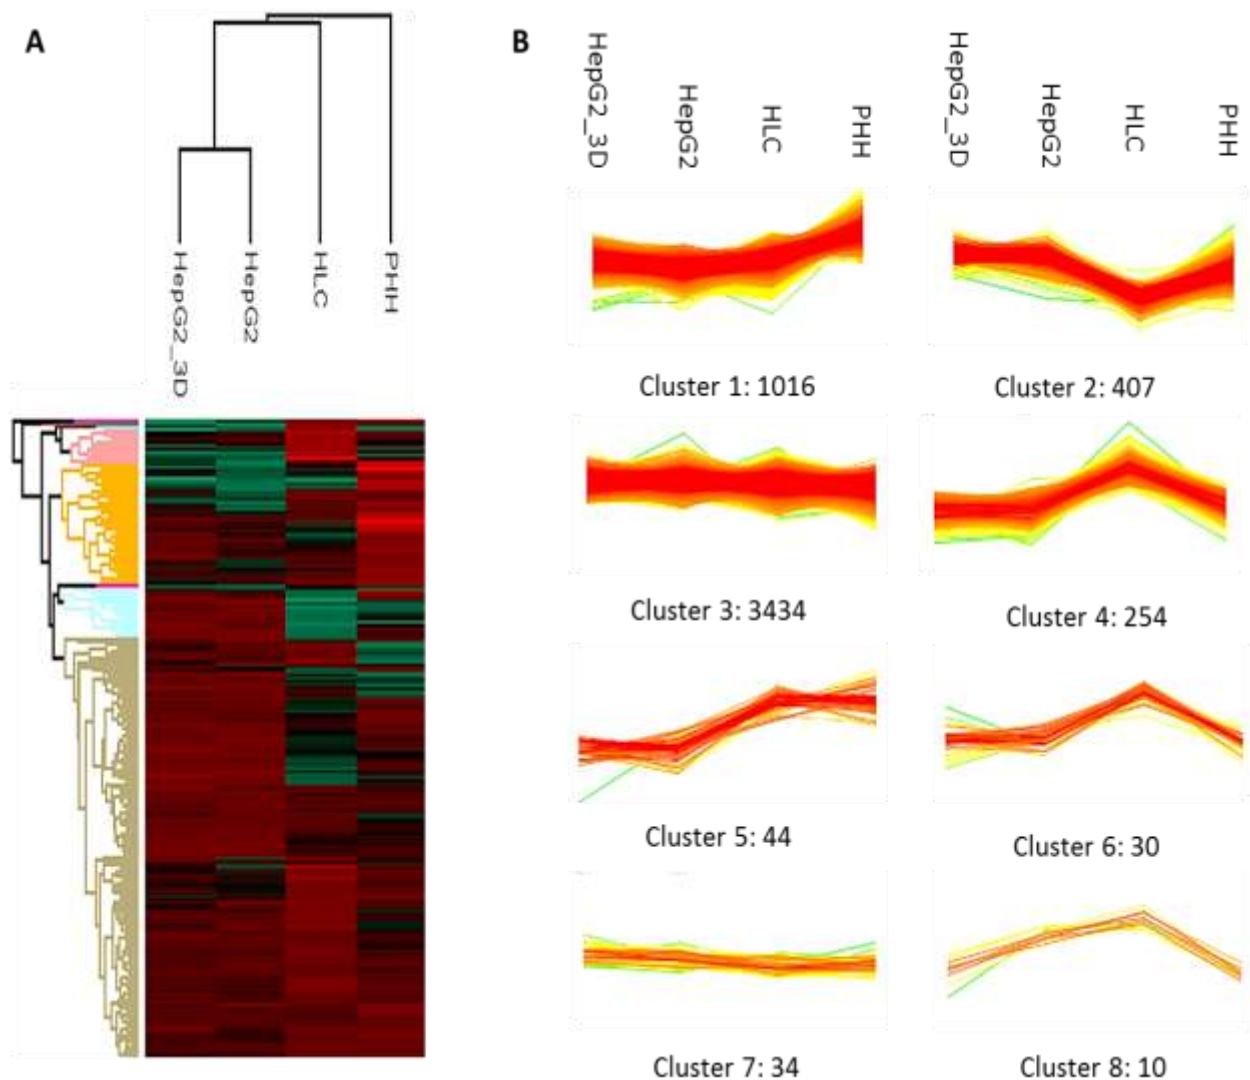 A
HepG2_3D
HepG2
HLC
PHH
B
HepG2_3D
HepG2
HLC
PHH
HepG2_3D
HepG2
HLC
PHH
Cluster 1: 1016
Cluster 2: 407
Cluster 3: 3434
Cluster 4: 254
Cluster 5: 44
Cluster 6: 30
Cluster 7: 34
Cluster 8: 10